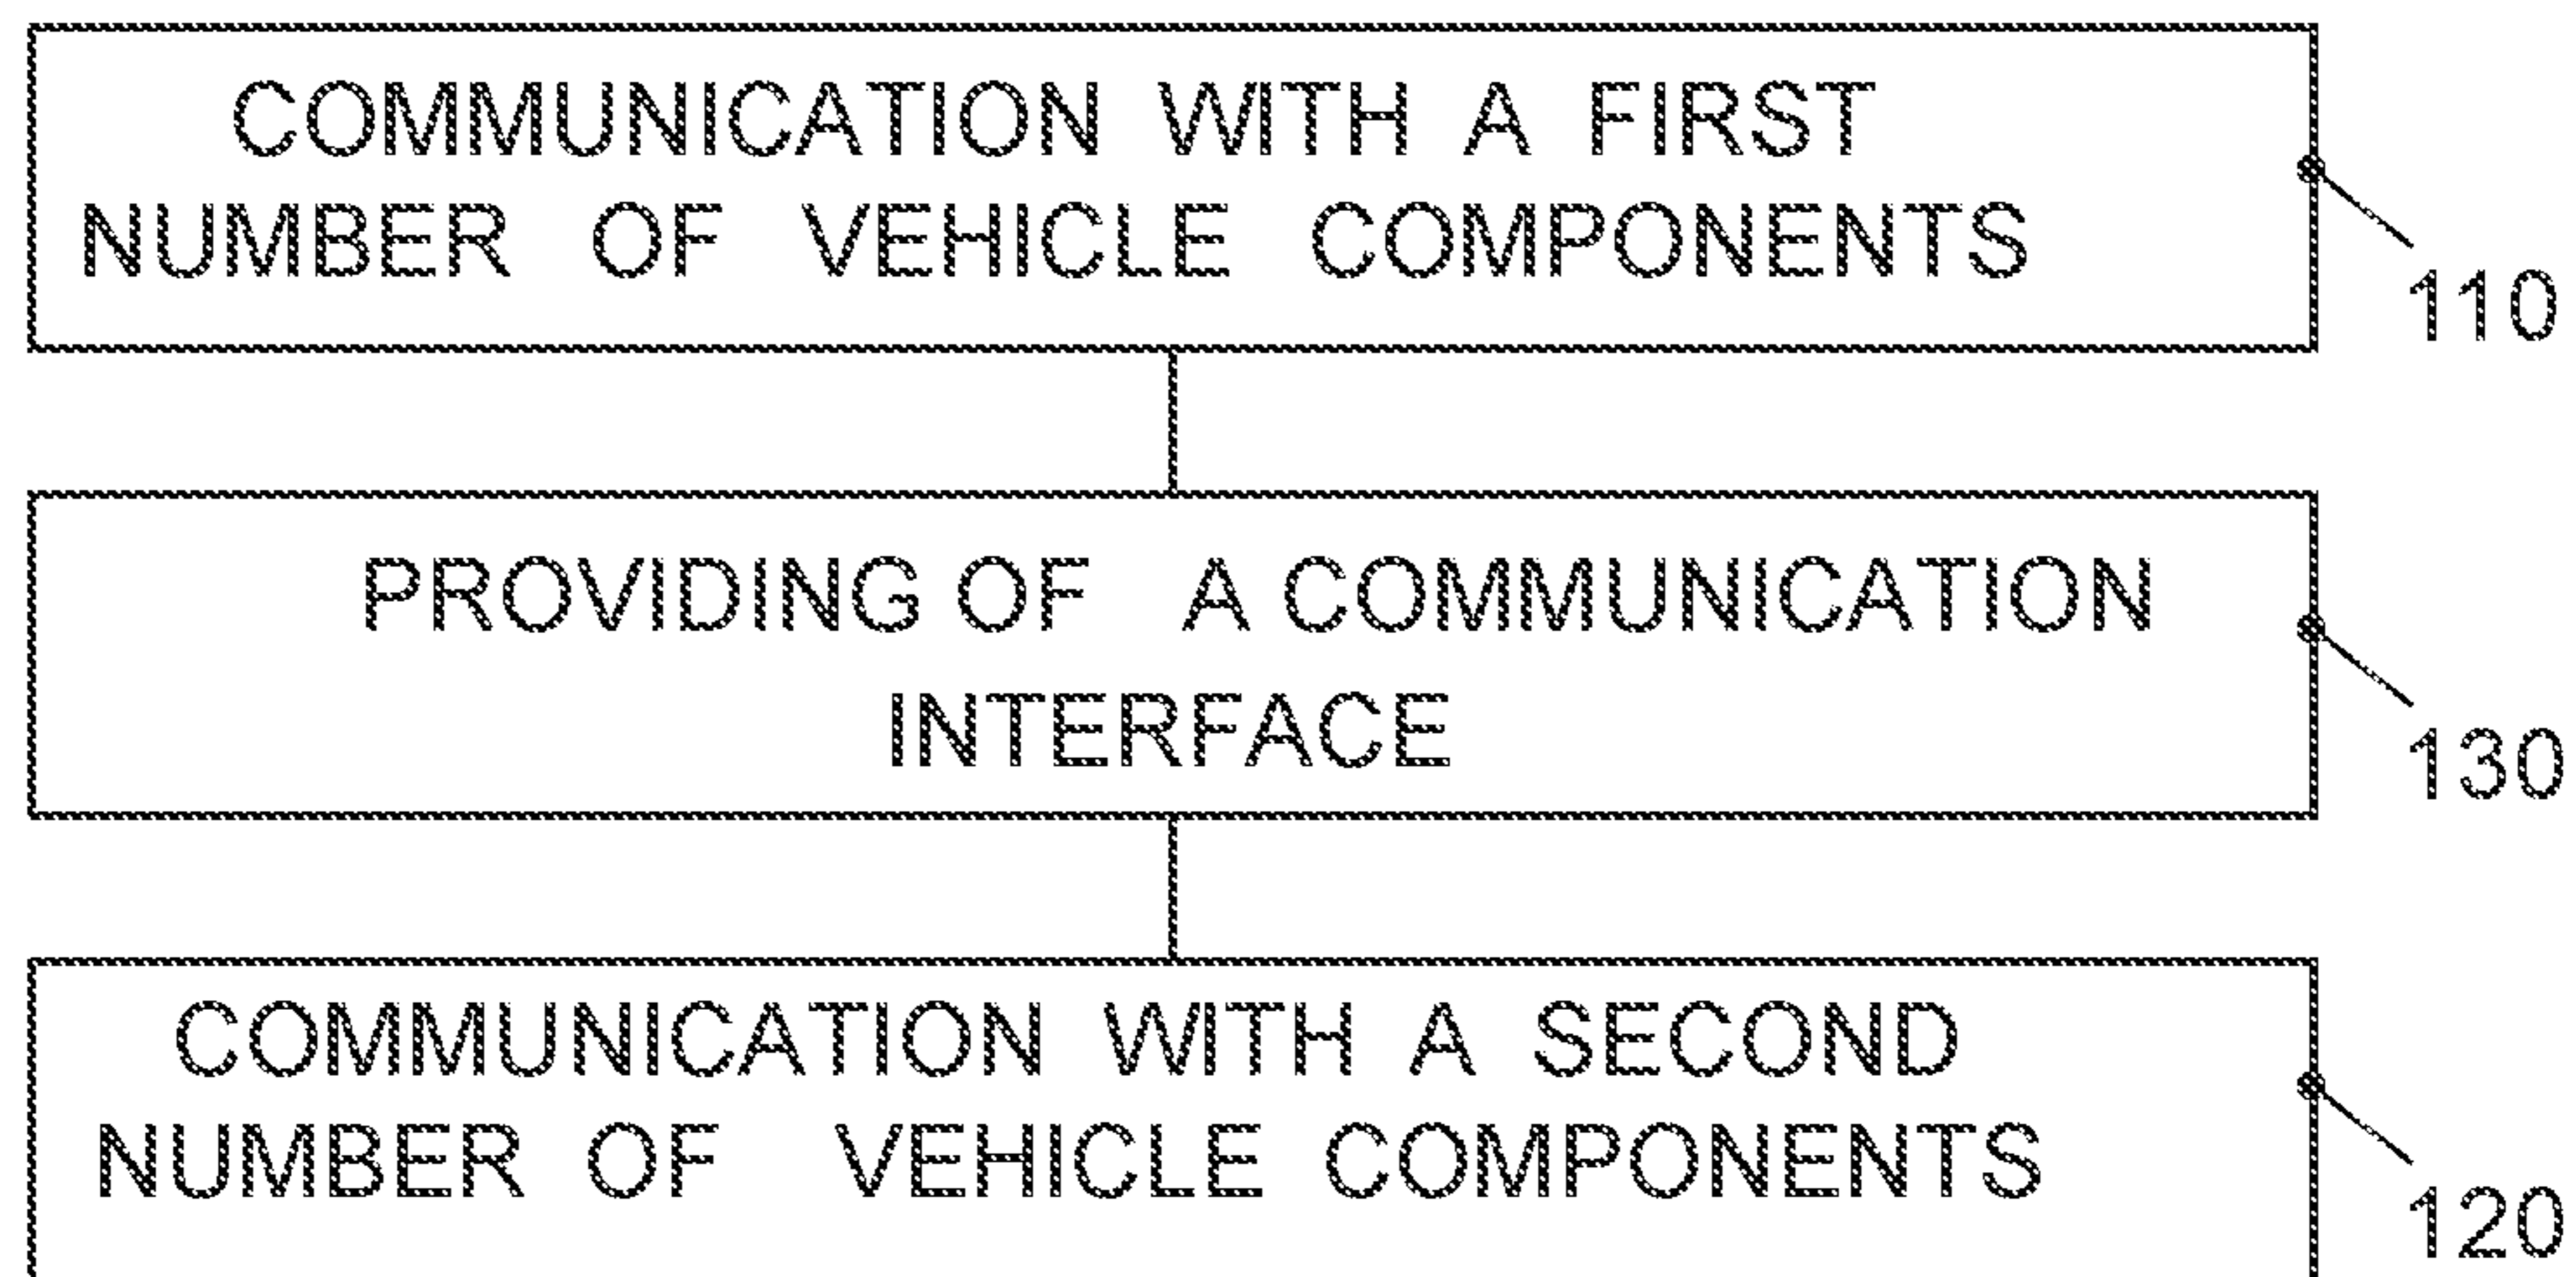 COMMUNICATION WITH A FIRST
NUMBER OF VEHICLE COMPONENTS
110
PROVIDING OF A COMMUNICATION
INTERFACE
130
COMMUNICATION WITH A SECOND
NUMBER OF VEHICLE COMPONENTS
120